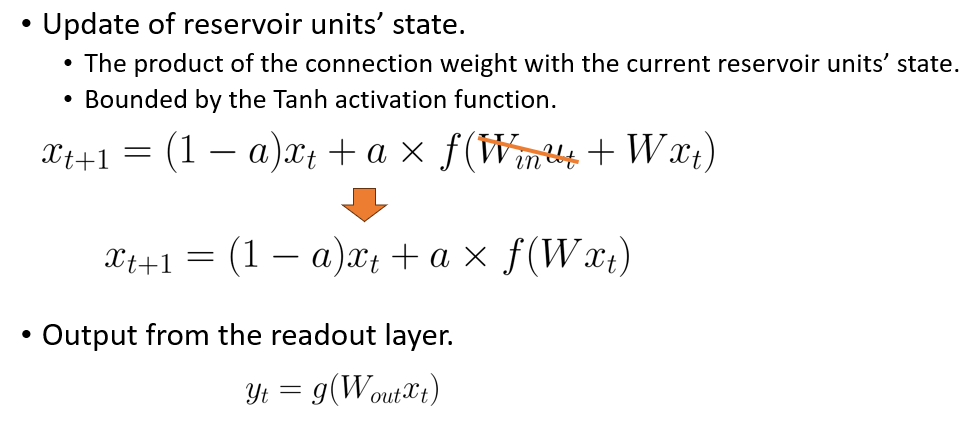 • Update of reservoir units’ state.
• The product of the connection weight with the current reservoir units’ state.
• Bounded by the Tanh activation function.
x_{t+1} = (1 − a)x_t + a × f(W_{in}u_t + Wx_t)
x_{t+1} = (1 − a)x_t + a × f(Wx_t)
• Output from the readout layer.
y_t = g(W_{out}x_t)